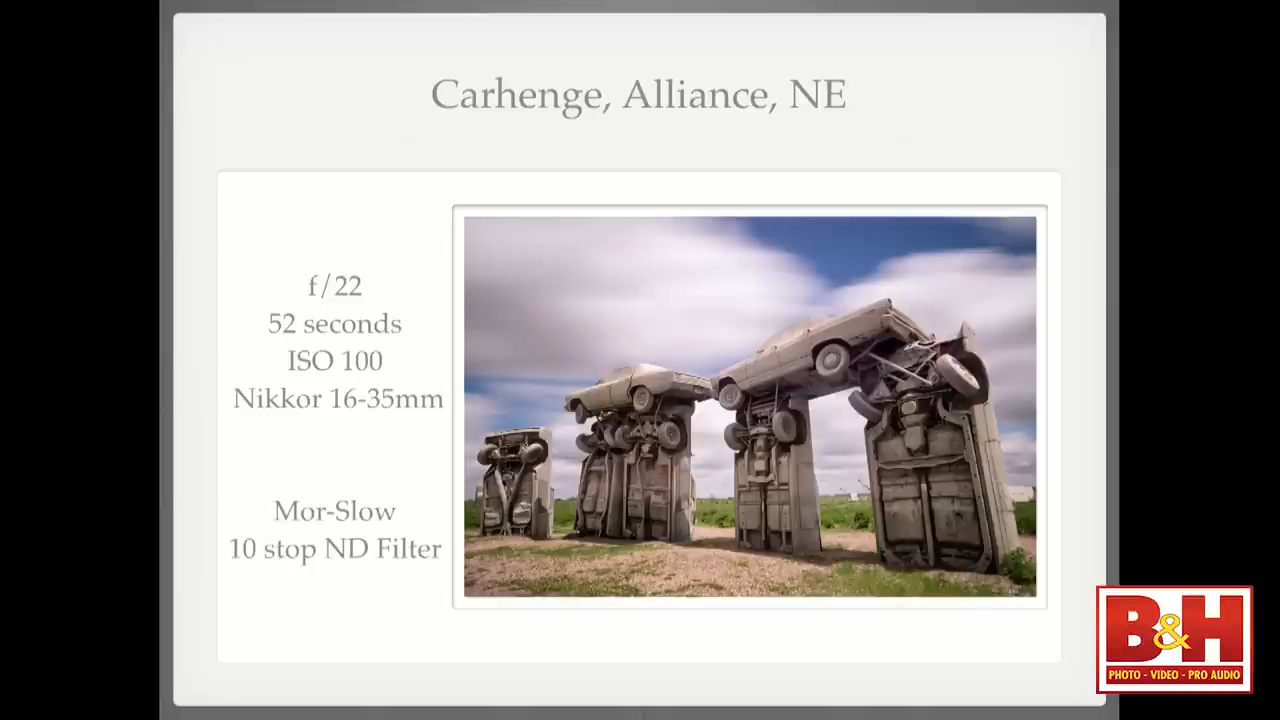 Carhenge, Alliance, NE
f/22
52 seconds
ISO 100
Nikkor 16-35mm
Mor-Slow
10 stop ND Filter
B&H
PHOTO - VIDEO - PRO AUDIO